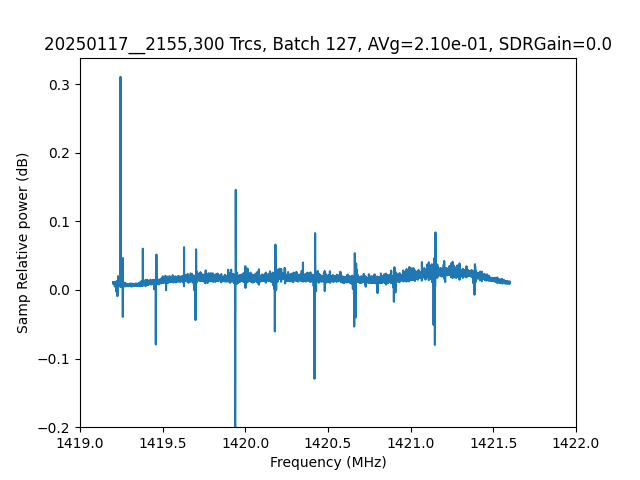 20250117__2155,300 Trcs, Batch 127, AVg=2.10e-01, SDRGain=0.0
Samp Relative power (dB)
0.3
0.2
0.1
0.0
−0.1
−0.2
1419.0 1419.5 1420.0 1420.5 1421.0 1421.5 1422.0
Frequency (MHz)